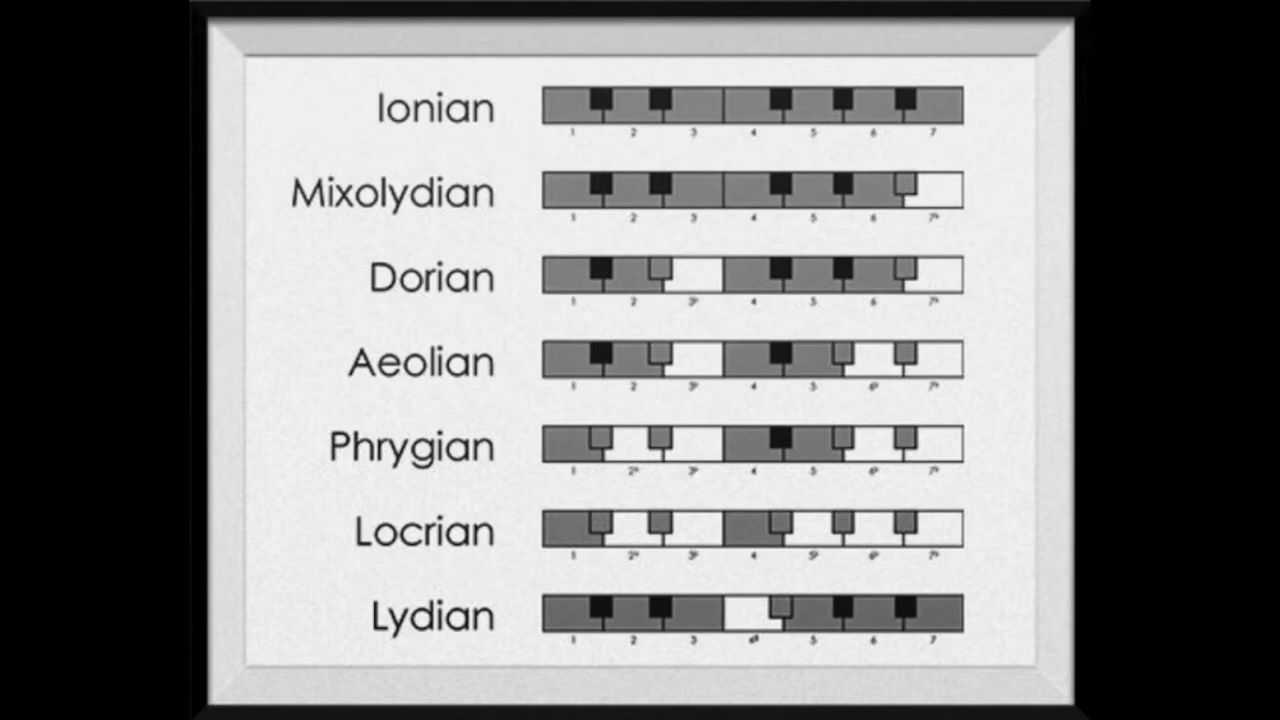 Ionian
1 2 3 4 5 6 7
Mixolydian
1 2 3 4 5 6 7♭
Dorian
1 2 3♭ 4 5 6 7♭
Aeolian
1 2 3♭ 4 5 6♭ 7♭
Phrygian
1 2♭ 3♭ 4 5 6♭ 7♭
Locrian
1 2♭ 3♭ 4 5♭ 6♭ 7♭
Lydian
1 2 3 4♯ 5 6 7